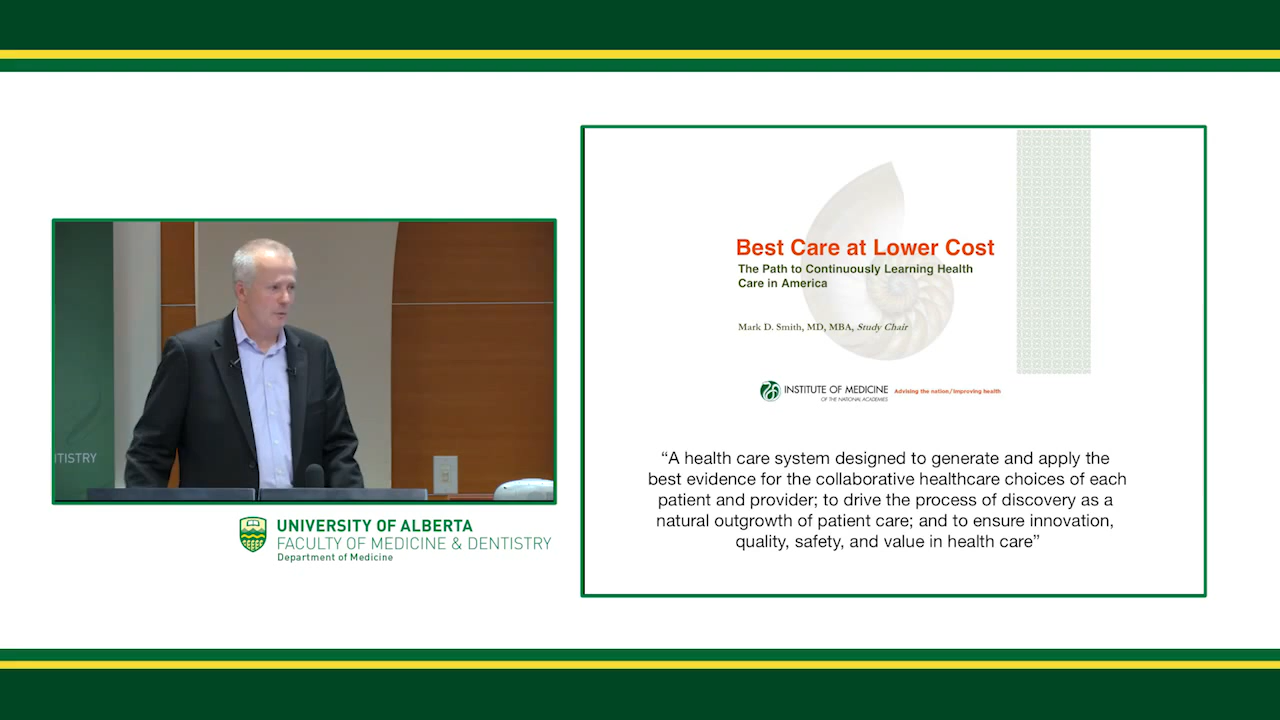 TISTRY
UNIVERSITY OF ALBERTA
FACULTY OF MEDICINE & DENTISTRY
Department of Medicine
Best Care at Lower Cost
The Path to Continuously Learning Health
Care in America
Mark D. Smith, MD, MBA, Study Chair
INSTITUTE OF MEDICINE
OF THE NATIONAL ACADEMIES
Advising the nation / Improving health
“A health care system designed to generate and apply the
best evidence for the collaborative healthcare choices of each
patient and provider; to drive the process of discovery as a
natural outgrowth of patient care; and to ensure innovation,
quality, safety, and value in health care”